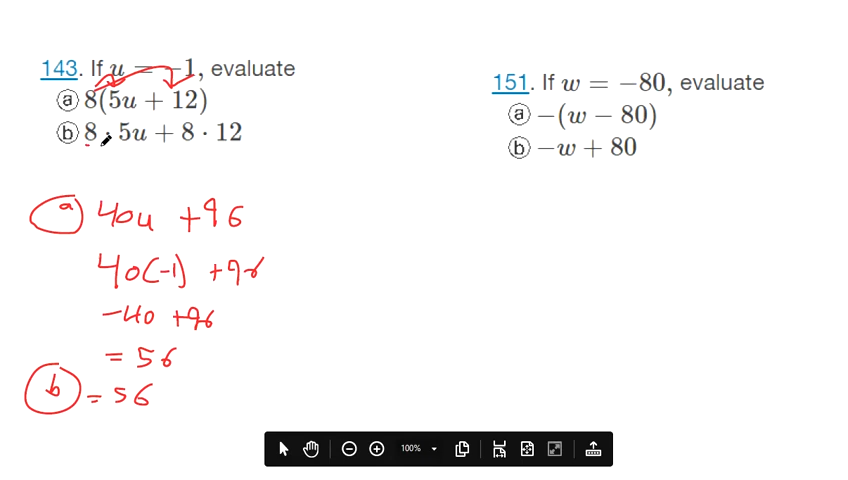 143. If u = −1, evaluate
ⓐ 8(5u + 12)
ⓑ 8 · 5u + 8 · 12
151. If w = −80, evaluate
ⓐ −(w − 80)
ⓑ −w + 80
ⓐ 40u +96
40(-1) +96
-40 +96
= 56
ⓑ = 56
100%